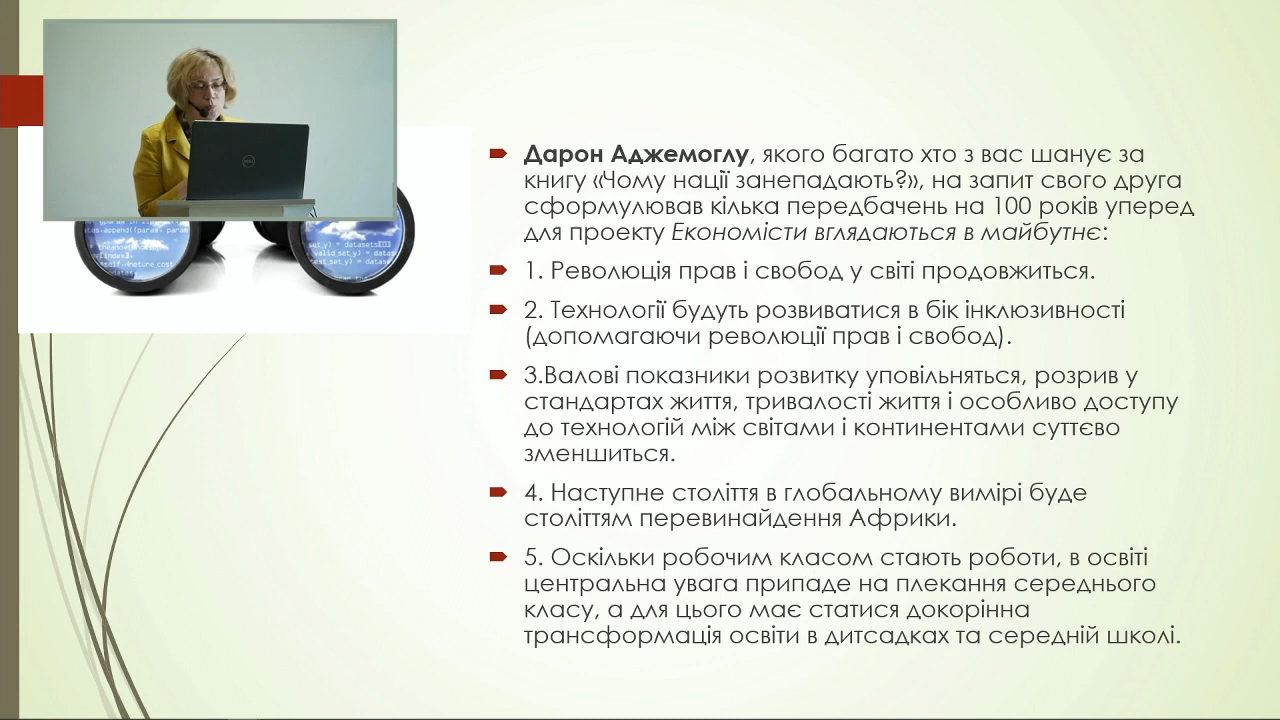 Дарон Аджемоглу, якого багато хто з вас шанує за
книгу «Чому нації занепадають?», на запит свого друга
сформулював кілька передбачень на 100 років уперед
для проекту Економісти вглядаються в майбутнє:
1. Революція прав і свобод у світі продовжиться.
2. Технології будуть розвиватися в бік інклюзивності
(допомагаючи революції прав і свобод).
3.Валові показники розвитку уповільняться, розрив у
стандартах життя, тривалості життя і особливо доступу
до технологій між світами і континентами суттєво
зменшиться.
4. Наступне століття в глобальному вимірі буде
століттям перевинайдення Африки.
5. Оскільки робочим класом стають роботи, в освіті
центральна увага припаде на плекання середнього
класу, а для цього має статися докорінна
трансформація освіти в дитсадках та середній школі.